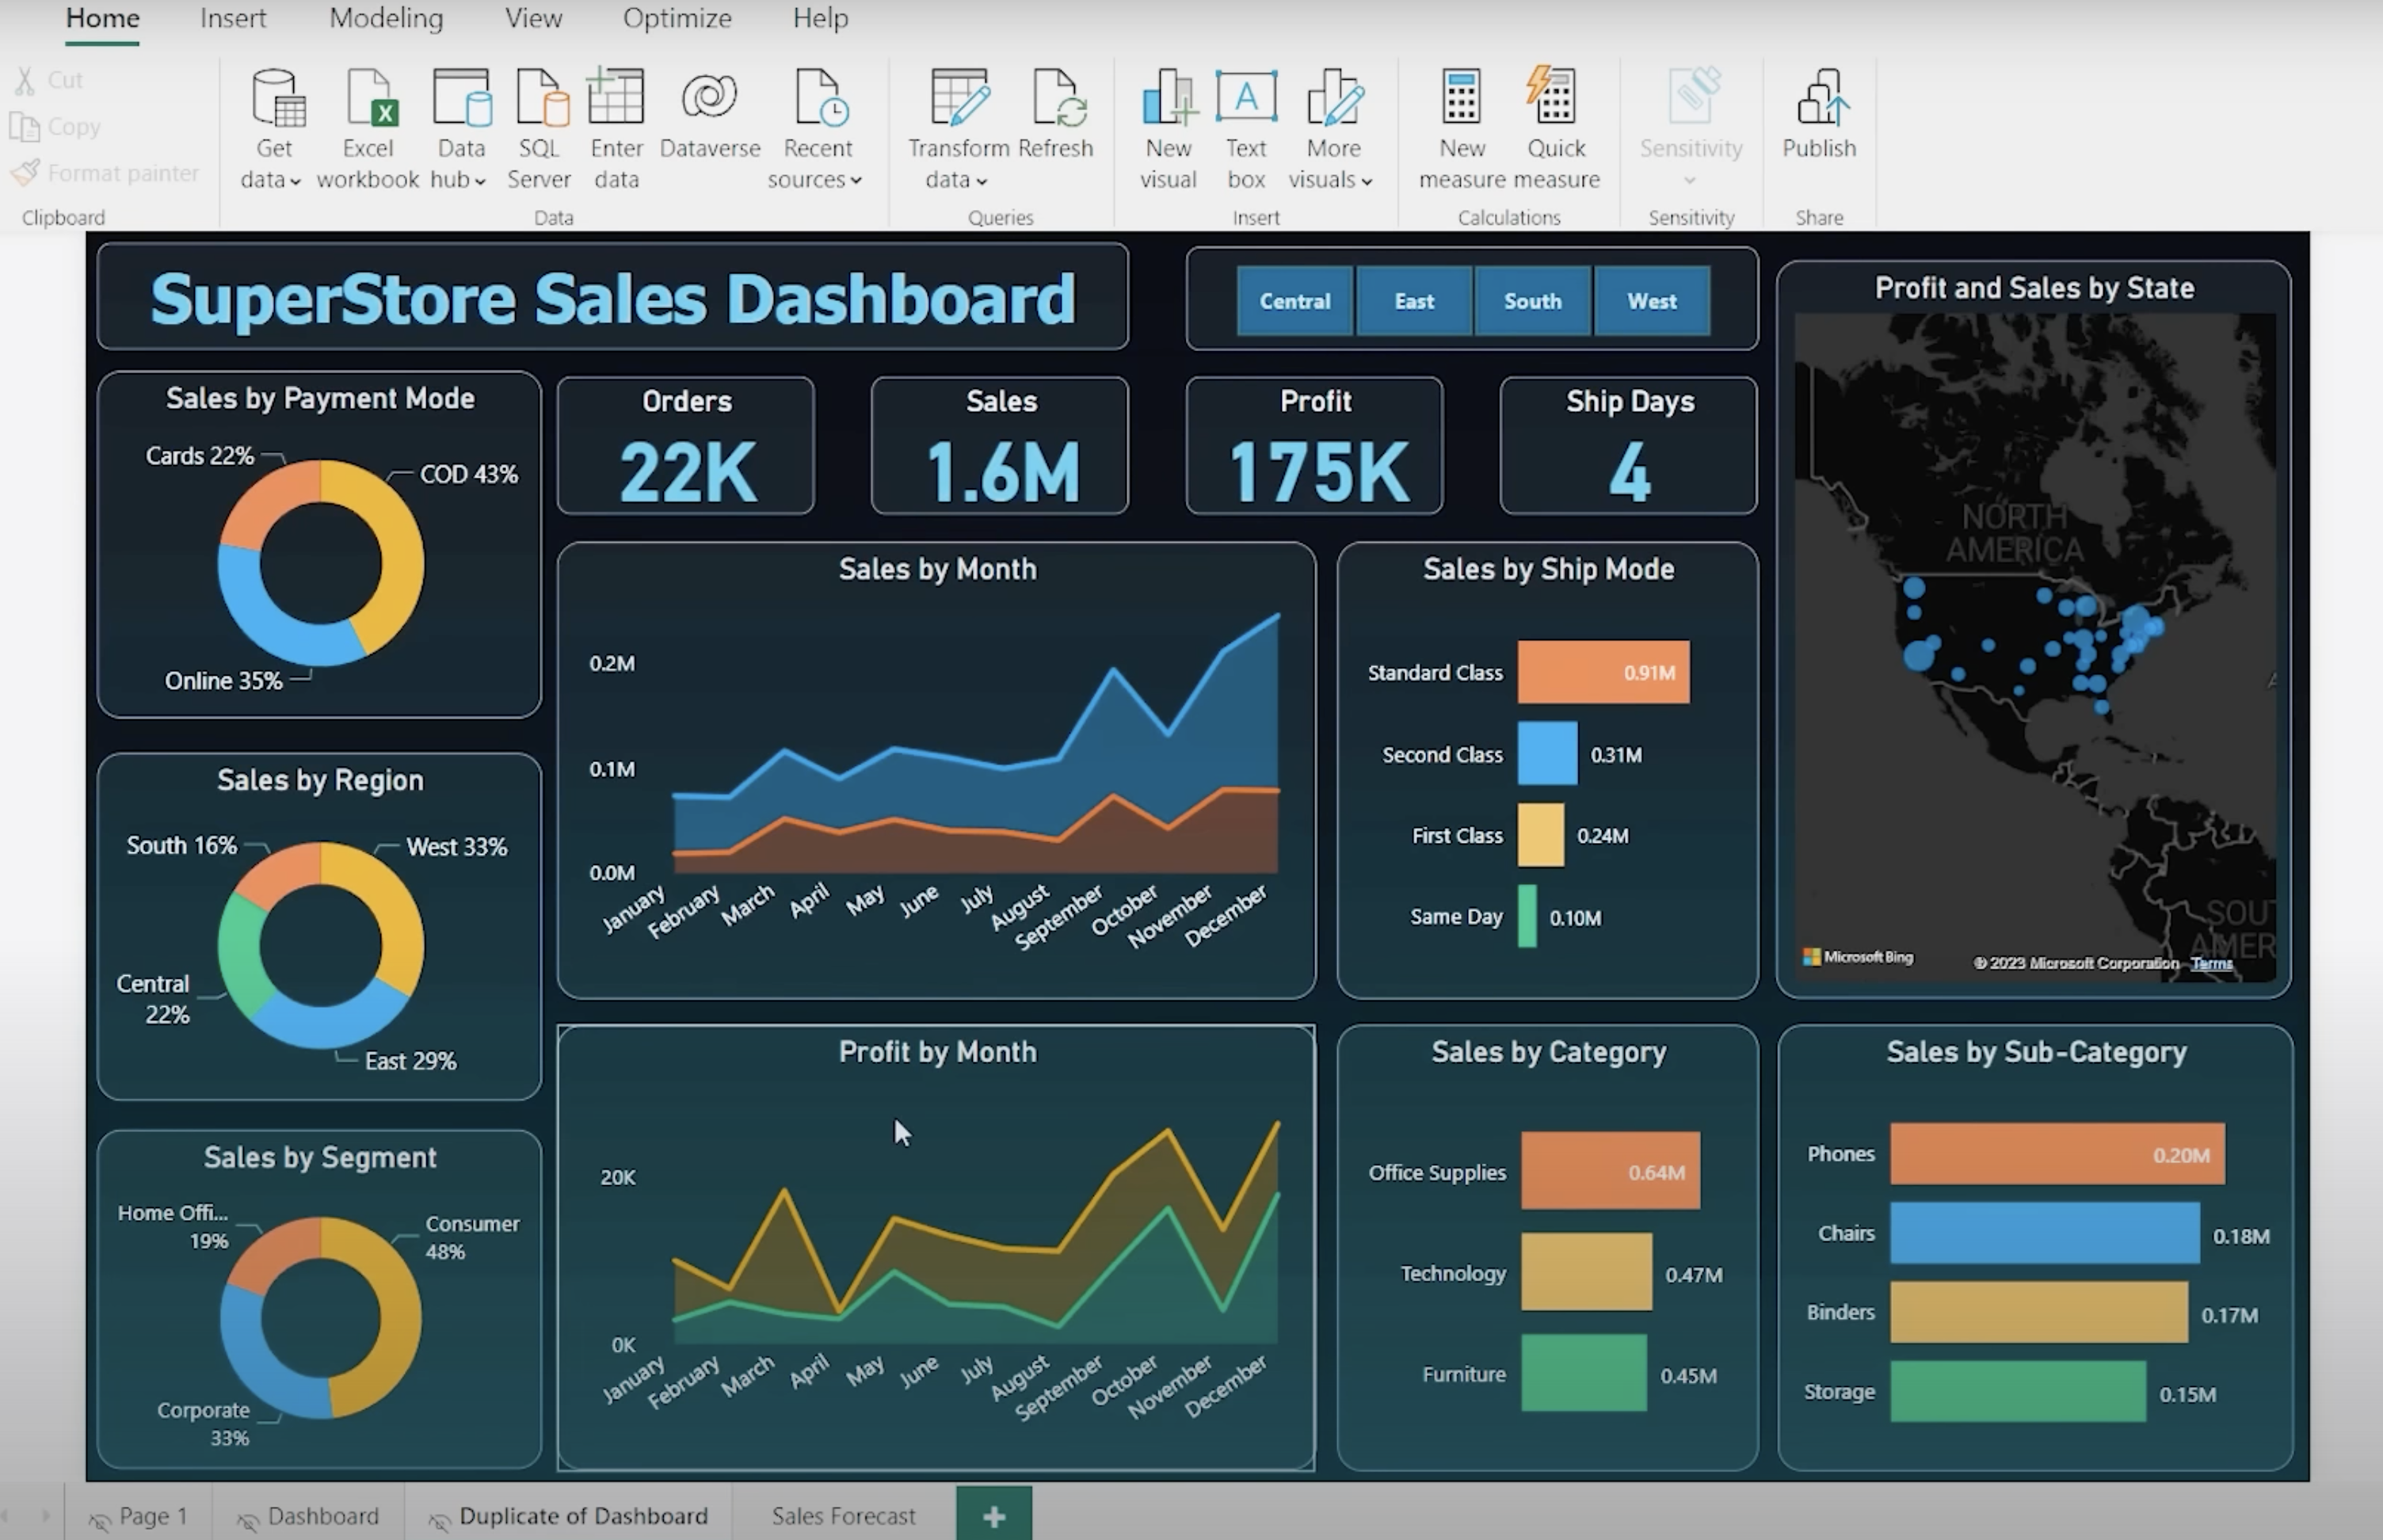 Home Insert Modeling View Optimize Help
Cut
Copy
Format painter
Clipboard
Get data
Excel workbook
Data hub
SQL Server
Enter data
Dataverse
Recent sources
Data
Transform data
Refresh
Queries
New visual
Text box
More visuals
Insert
New measure
Quick measure
Calculations
Sensitivity
Sensitivity
Publish
Share
SuperStore Sales Dashboard
Central East South West
Profit and Sales by State
NORTH
AMERICA
SOUT
AMER
Microsoft Bing
© 2023 Microsoft Corporation Terms
Sales by Payment Mode
Cards 22%
COD 43%
Online 35%
Orders
22K
Sales
1.6M
Profit
175K
Ship Days
4
Sales by Month
0.2M
0.1M
0.0M
January February March April May June July August September October November December
Sales by Ship Mode
Standard Class 0.91M
Second Class 0.31M
First Class 0.24M
Same Day 0.10M
Sales by Region
South 16%
West 33%
Central
22%
East 29%
Profit by Month
20K
0K
January February March April May June July August September October November December
Sales by Category
Office Supplies 0.64M
Technology 0.47M
Furniture 0.45M
Sales by Sub-Category
Phones 0.20M
Chairs 0.18M
Binders 0.17M
Storage 0.15M
Sales by Segment
Home Offi...
19%
Consumer
48%
Corporate
33%
Page 1 Dashboard Duplicate of Dashboard Sales Forecast +